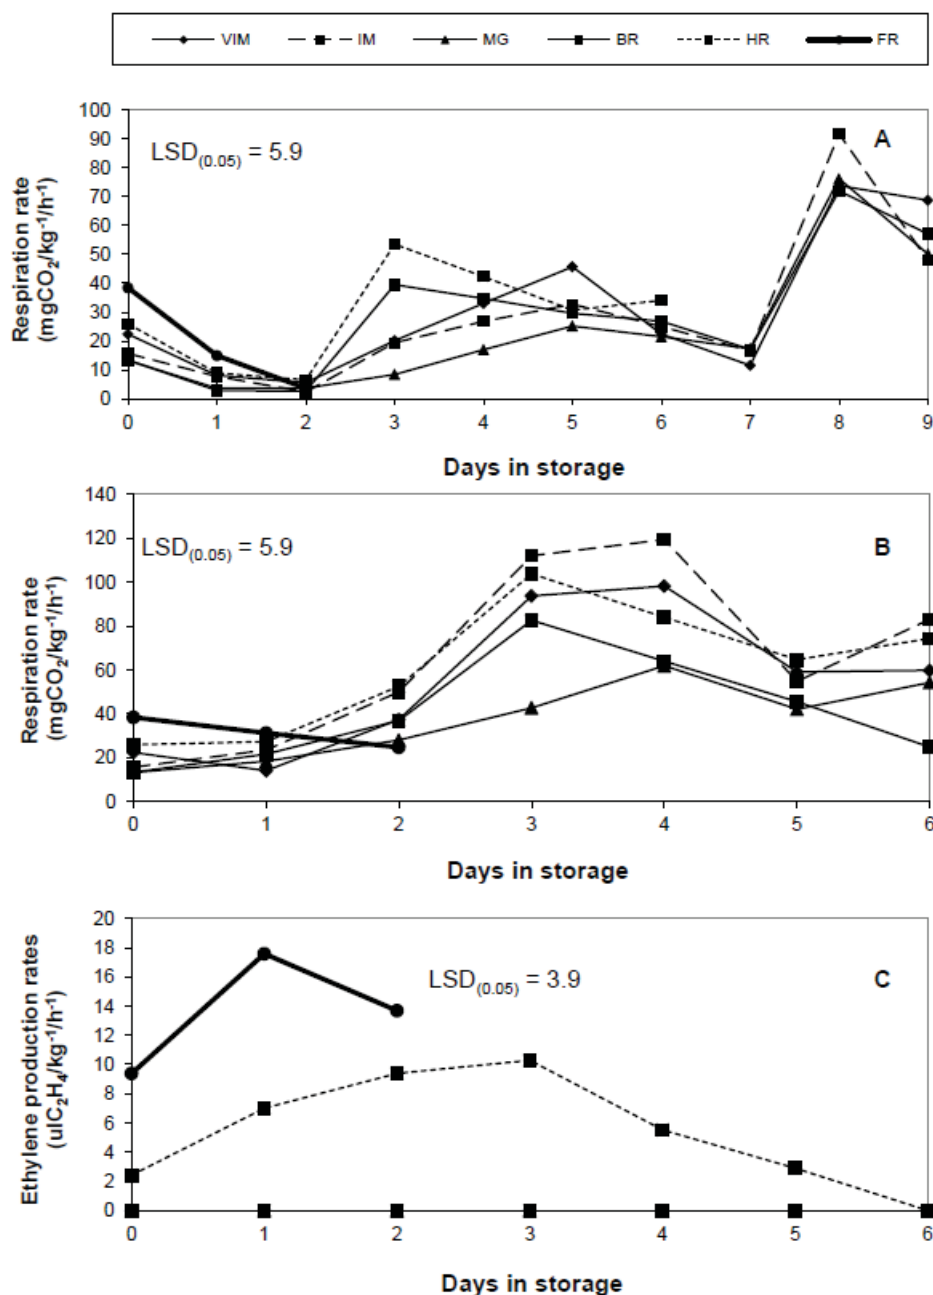 VIM IM MG BR HR FR
100
90
80
70
60
50
40
30
20
10
0
Respiration rate
(mgCO₂/kg⁻¹/h⁻¹)
LSD(0.05) = 5.9
A
0 1 2 3 4 5 6 7 8 9
Days in storage
140
120
100
80
60
40
20
0
Respiration rate
(mgCO₂/kg⁻¹/h⁻¹)
LSD(0.05) = 5.9
B
0 1 2 3 4 5 6
Days in storage
20
18
16
14
12
10
8
6
4
2
0
Ethylene production rates
(ulC₂H₄/kg⁻¹/h⁻¹)
LSD(0.05) = 3.9
C
0 1 2 3 4 5 6
Days in storage